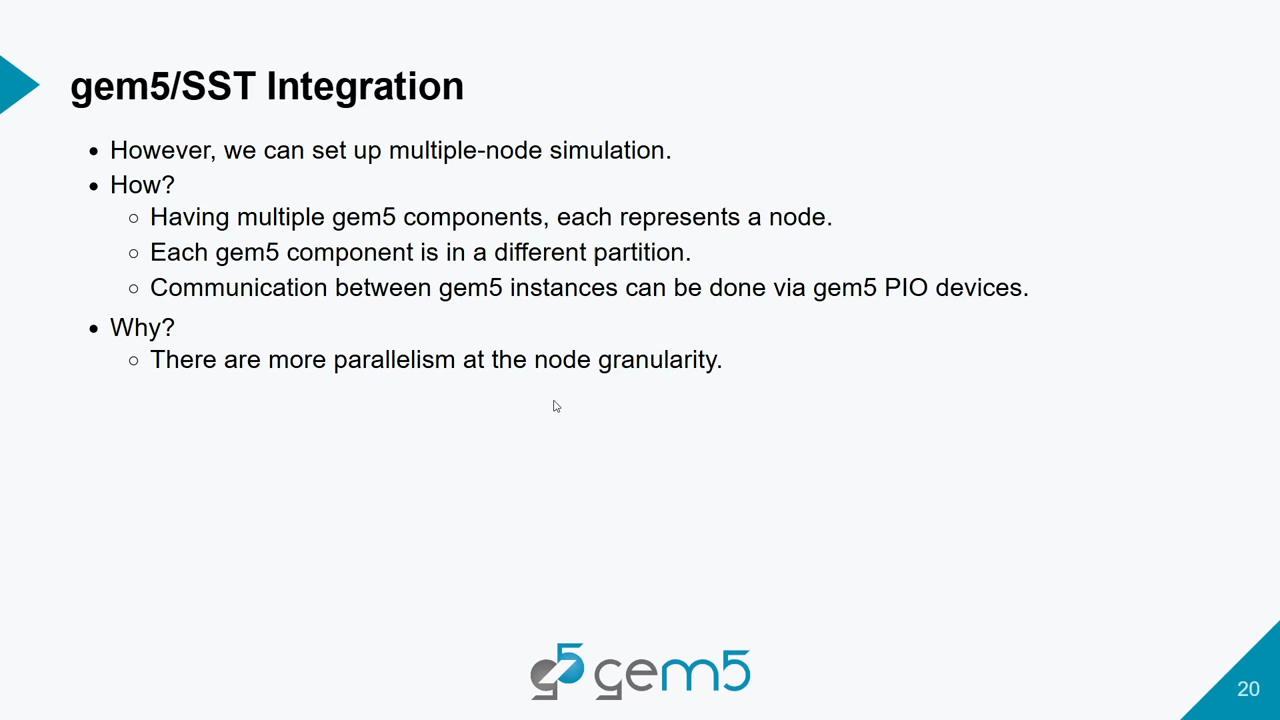 gem5/SST Integration
• However, we can set up multiple-node simulation.
• How?
○ Having multiple gem5 components, each represents a node.
○ Each gem5 component is in a different partition.
○ Communication between gem5 instances can be done via gem5 PIO devices.
• Why?
○ There are more parallelism at the node granularity.
g5 gem5
20